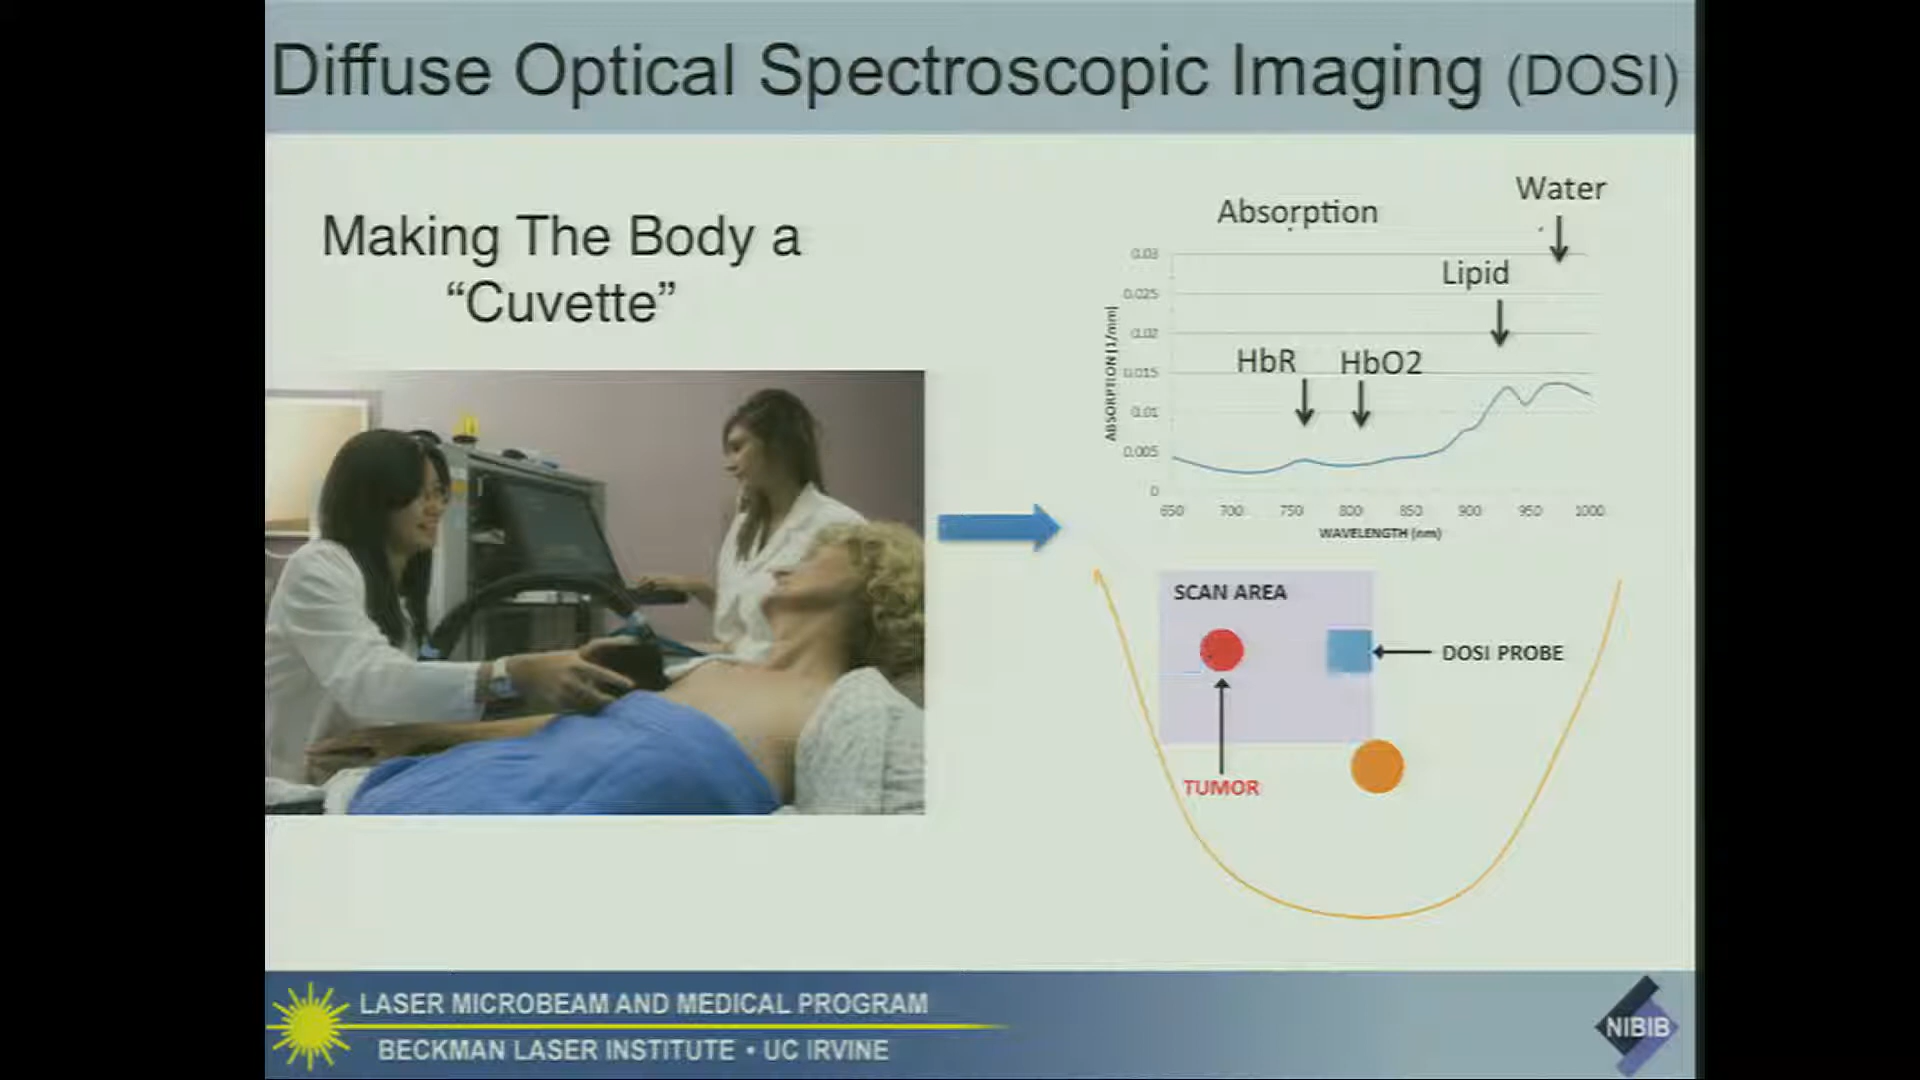 Diffuse Optical Spectroscopic Imaging (DOSI)
Making The Body a
“Cuvette”
Absorption
Water
Lipid
HbR
HbO2
ABSORPTION (1/mm)
0.03
0.025
0.02
0.015
0.01
0.005
0
650 700 750 800 850 900 950 1000
WAVELENGTH (nm)
SCAN AREA
DOSI PROBE
TUMOR
LASER MICROBEAM AND MEDICAL PROGRAM
BECKMAN LASER INSTITUTE • UC IRVINE
NIBIB